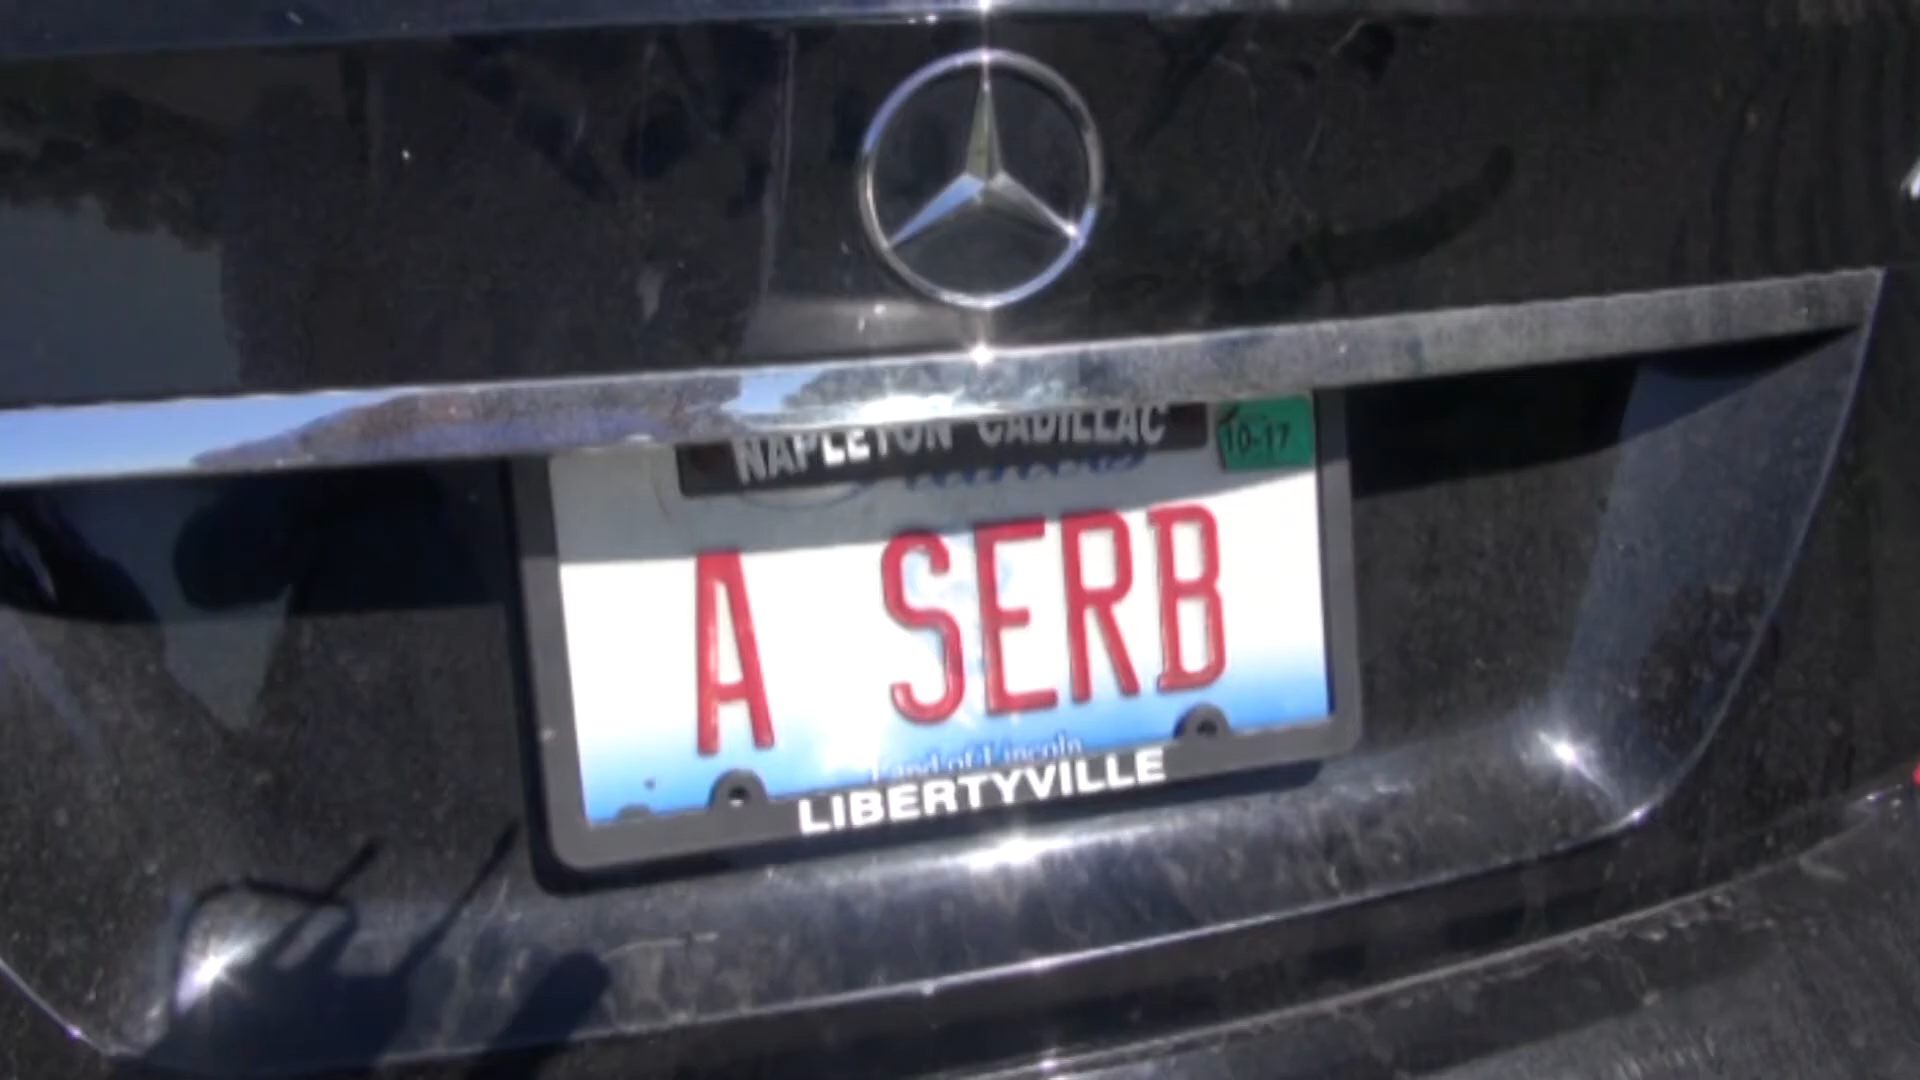 NAPLETON CADILLAC
10-17
A SERB
Land of Lincoln
LIBERTYVILLE